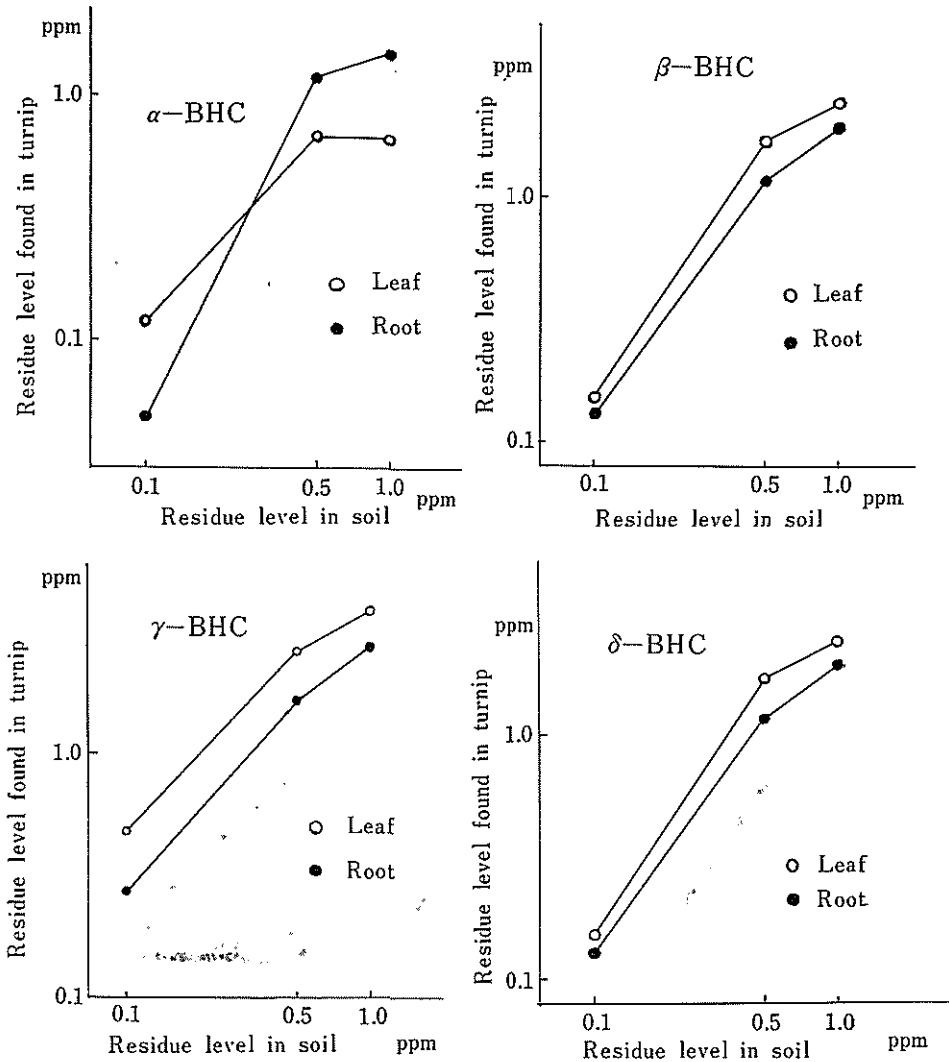 ppm
Residue level found in turnip
1.0
0.1
α—BHC
Leaf
Root
0.1
0.5
1.0
ppm
Residue level in soil
ppm
Residue level found in turnip
1.0
0.1
β—BHC
Leaf
Root
0.1
0.5
1.0
ppm
Residue level in soil
ppm
Residue level found in turnip
1.0
0.1
γ—BHC
Leaf
Root
0.1
0.5
1.0
Residue level in soil
ppm
ppm
Residue level found in turnip
1.0
0.1
δ—BHC
Leaf
Root
0.1
0.5
1.0
Residue level in soil
ppm